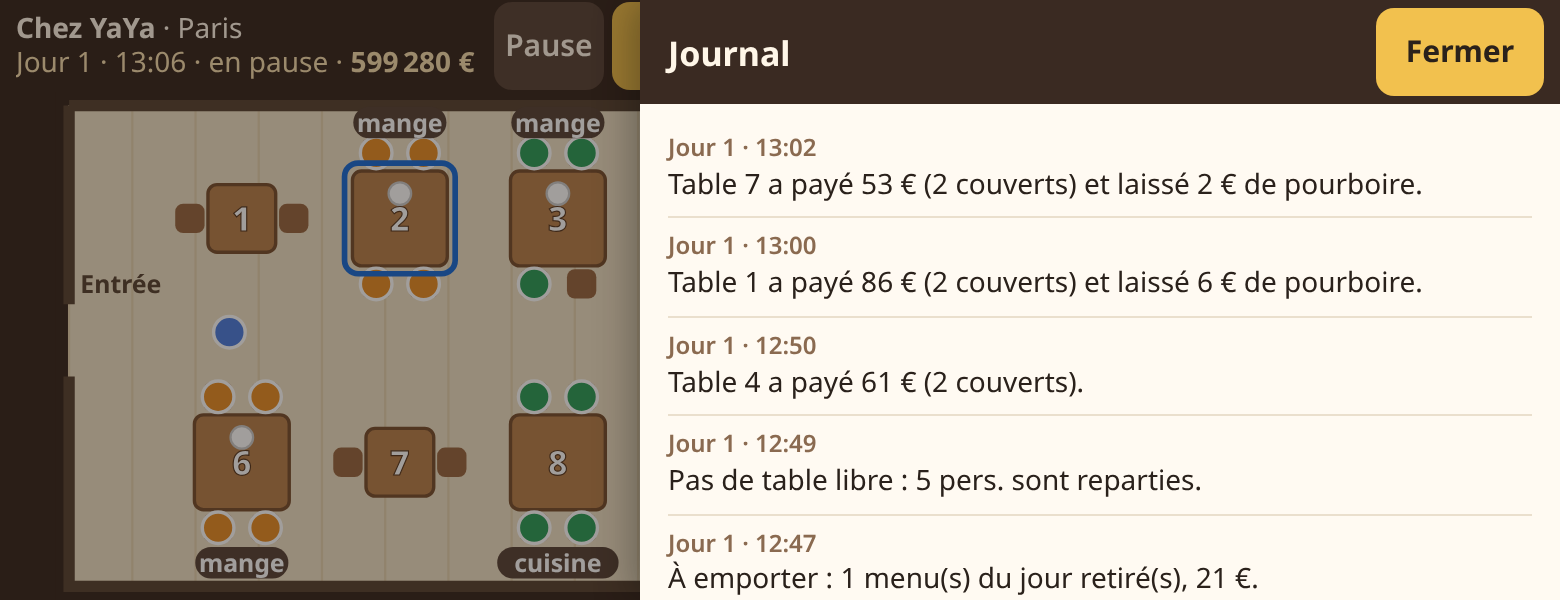 Chez YaYa · Paris
Jour 1 · 13:06 · en pause · 599 280 €
Pause
mange
mange
1
2
3
Entrée
6
7
8
mange
cuisine
Journal
Fermer
Jour 1 · 13:02
Table 7 a payé 53 € (2 couverts) et laissé 2 € de pourboire.
Jour 1 · 13:00
Table 1 a payé 86 € (2 couverts) et laissé 6 € de pourboire.
Jour 1 · 12:50
Table 4 a payé 61 € (2 couverts).
Jour 1 · 12:49
Pas de table libre : 5 pers. sont reparties.
Jour 1 · 12:47
À emporter : 1 menu(s) du jour retiré(s), 21 €.